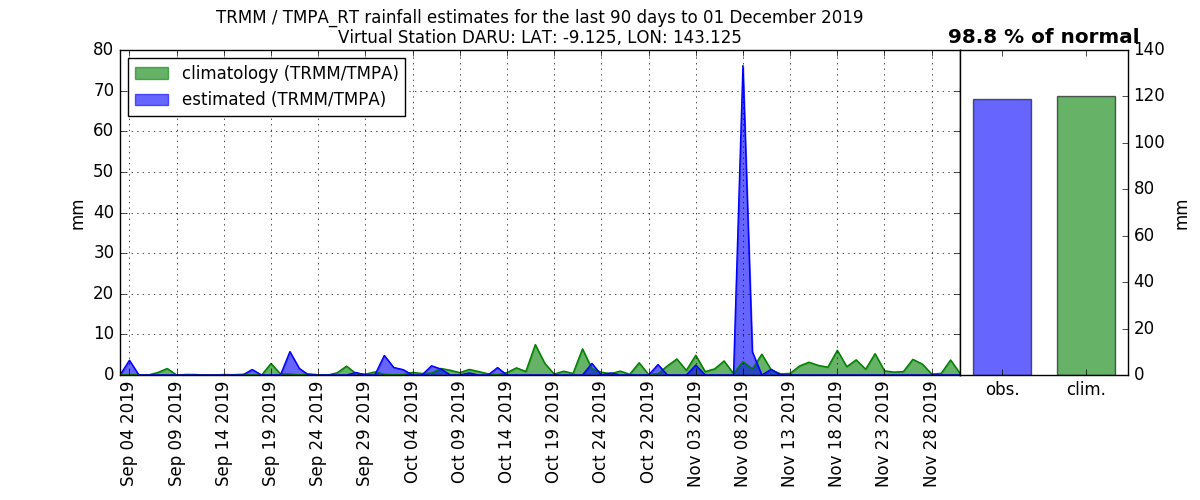 TRMM / TMPA_RT rainfall estimates for the last 90 days to 01 December 2019
Virtual Station DARU: LAT: -9.125, LON: 143.125
98.8 % of normal
climatology (TRMM/TMPA)
estimated (TRMM/TMPA)
mm
80
70
60
50
40
30
20
10
0
Sep 04 2019
Sep 09 2019
Sep 14 2019
Sep 19 2019
Sep 24 2019
Sep 29 2019
Oct 04 2019
Oct 09 2019
Oct 14 2019
Oct 19 2019
Oct 24 2019
Oct 29 2019
Nov 03 2019
Nov 08 2019
Nov 13 2019
Nov 18 2019
Nov 23 2019
Nov 28 2019
140
120
100
80
60
40
20
0
mm
obs.
clim.